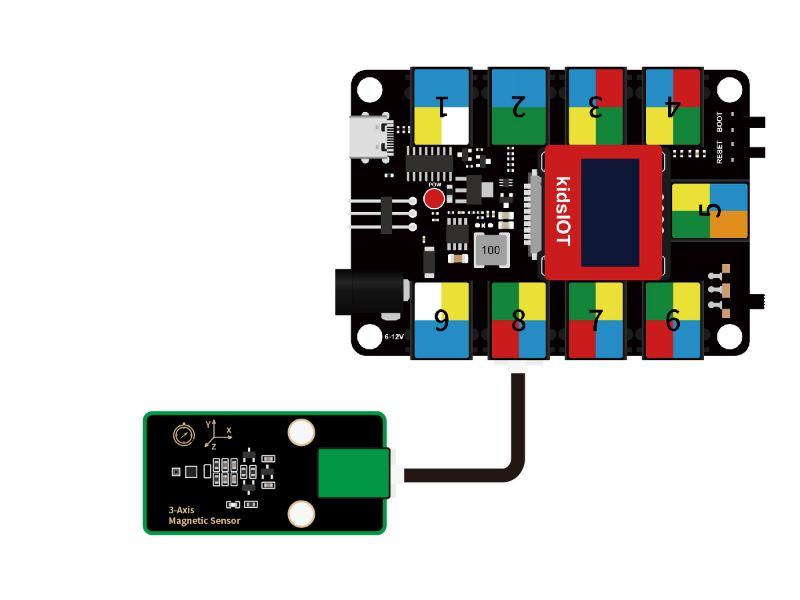 1
2
3
4
BOOT
RESET
POW
kidsIOT
5
100
6
8
7
9
6-12V
Y
X
Z
3-Axis
Magnetic Sensor